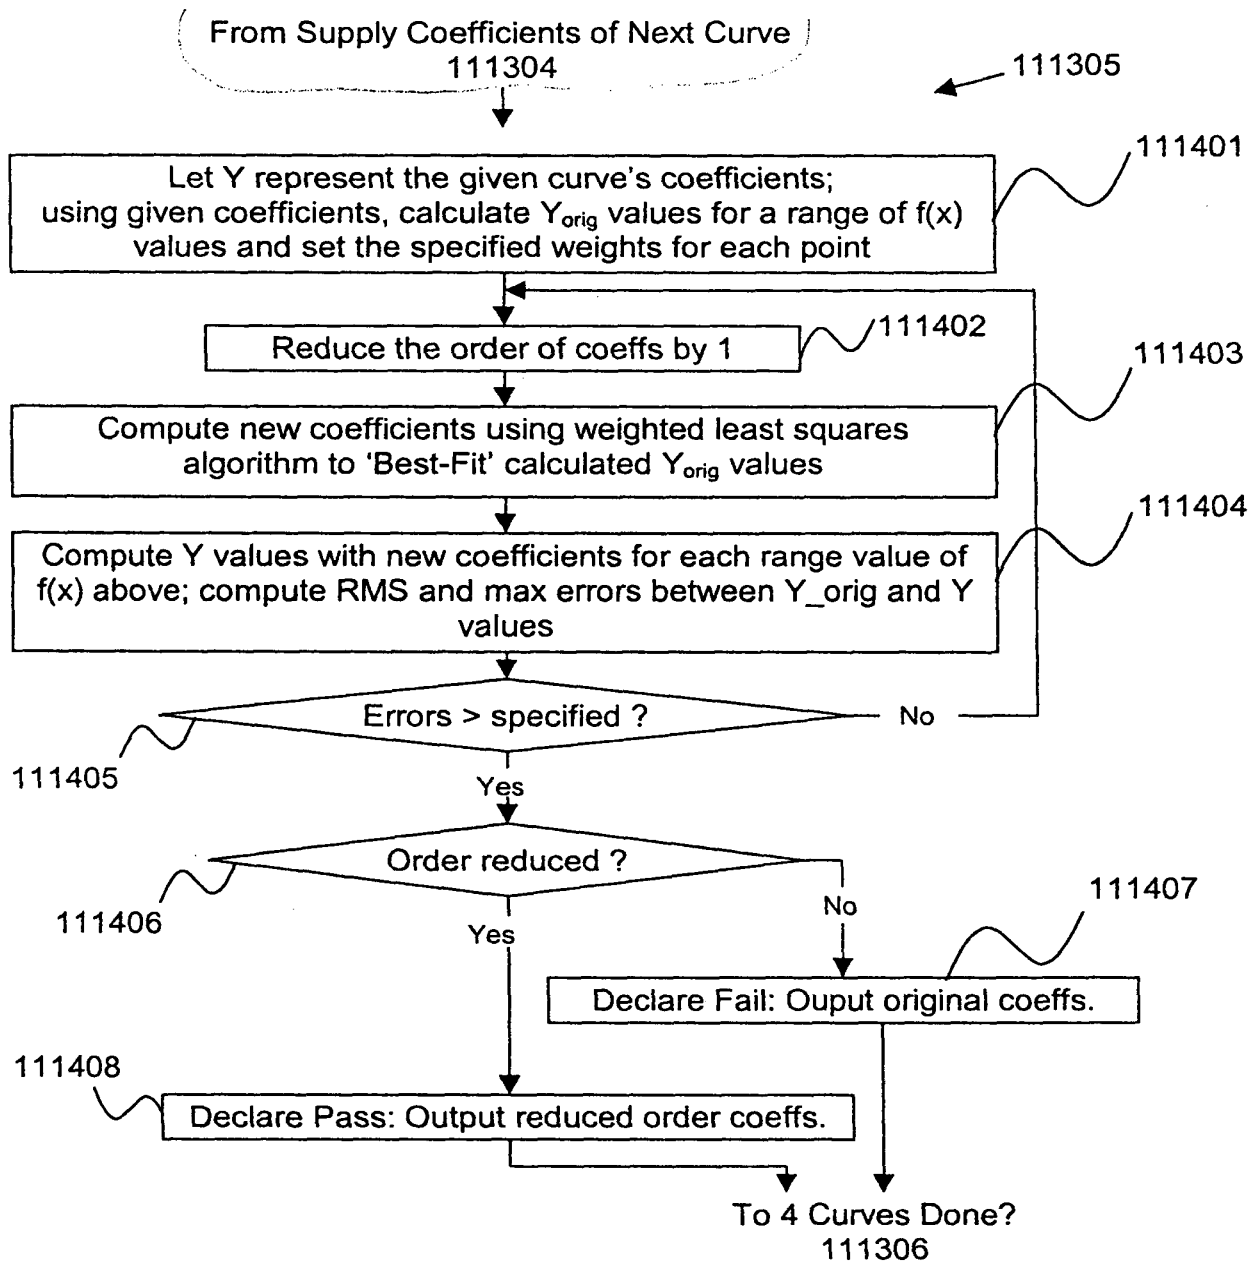 From Supply Coefficients of Next Curve
111304
111305
111401
Let Y represent the given curve's coefficients;
using given coefficients, calculate Yorig values for a range of f(x)
values and set the specified weights for each point
111402
Reduce the order of coeffs by 1
111403
Compute new coefficients using weighted least squares
algorithm to ‘Best-Fit’ calculated Yorig values
111404
Compute Y values with new coefficients for each range value of
f(x) above; compute RMS and max errors between Y_orig and Y
values
Errors > specified ?
No
111405
Yes
Order reduced ?
111406
No
111407
Yes
Declare Fail: Ouput original coeffs.
111408
Declare Pass: Output reduced order coeffs.
To 4 Curves Done?
111306